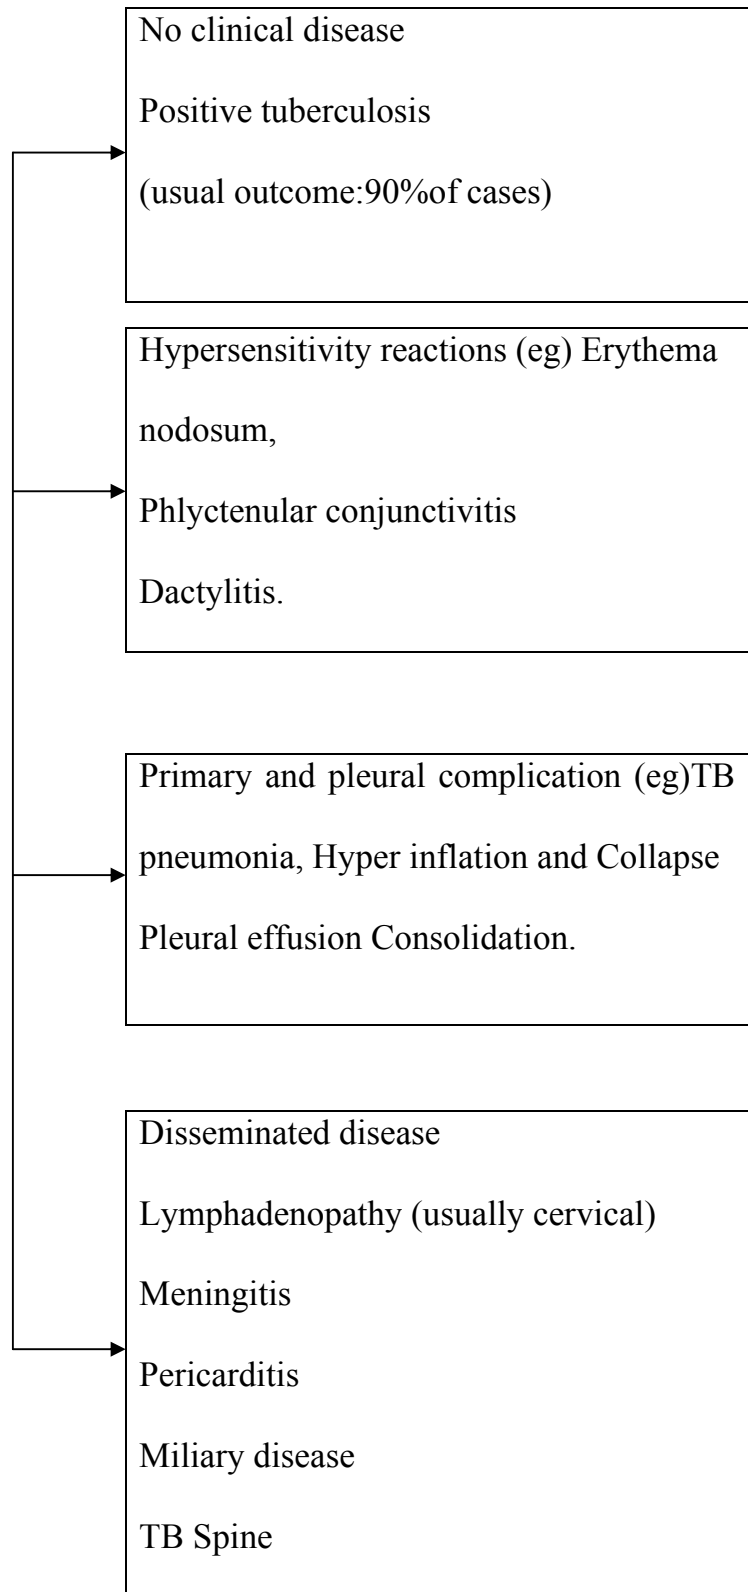 No clinical disease
Positive tuberculosis
(usual outcome:90%of cases)
Hypersensitivity reactions (eg) Erythema
nodosum,
Phlyctenular conjunctivitis
Dactylitis.
Primary and pleural complication (eg)TB
pneumonia, Hyper inflation and Collapse
Pleural effusion Consolidation.
Disseminated disease
Lymphadenopathy (usually cervical)
Meningitis
Pericarditis
Miliary disease
TB Spine